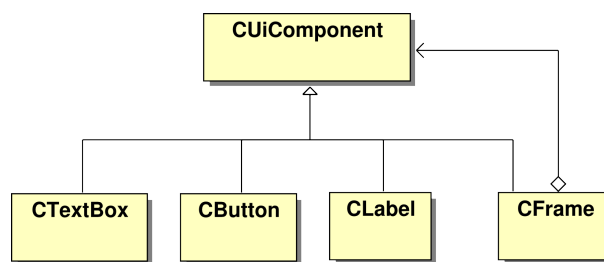 CUiComponent
CTextBox
CButton
CLabel
CFrame